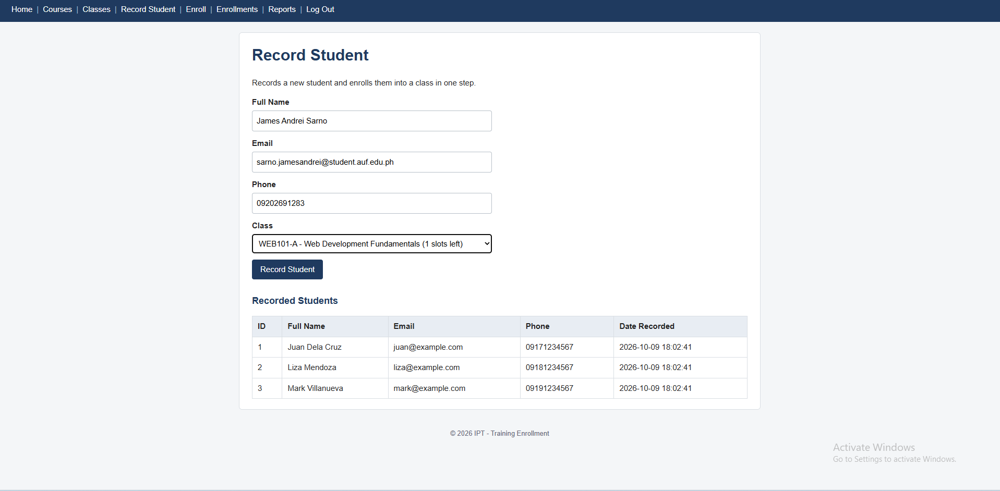 Home | Courses | Classes | Record Student | Enroll | Enrollments | Reports | Log Out
Record Student
Records a new student and enrolls them into a class in one step.
Full Name
James Andrei Sarno
Email
sarno.jamesandrei@student.auf.edu.ph
Phone
09202691283
Class
WEB101-A - Web Development Fundamentals (1 slots left)
Record Student
Recorded Students
ID Full Name Email Phone Date Recorded
1 Juan Dela Cruz juan@example.com 09171234567 2026-10-09 18:02:41
2 Liza Mendoza liza@example.com 09181234567 2026-10-09 18:02:41
3 Mark Villanueva mark@example.com 09191234567 2026-10-09 18:02:41
© 2026 IPT - Training Enrollment
Activate Windows
Go to Settings to activate Windows.